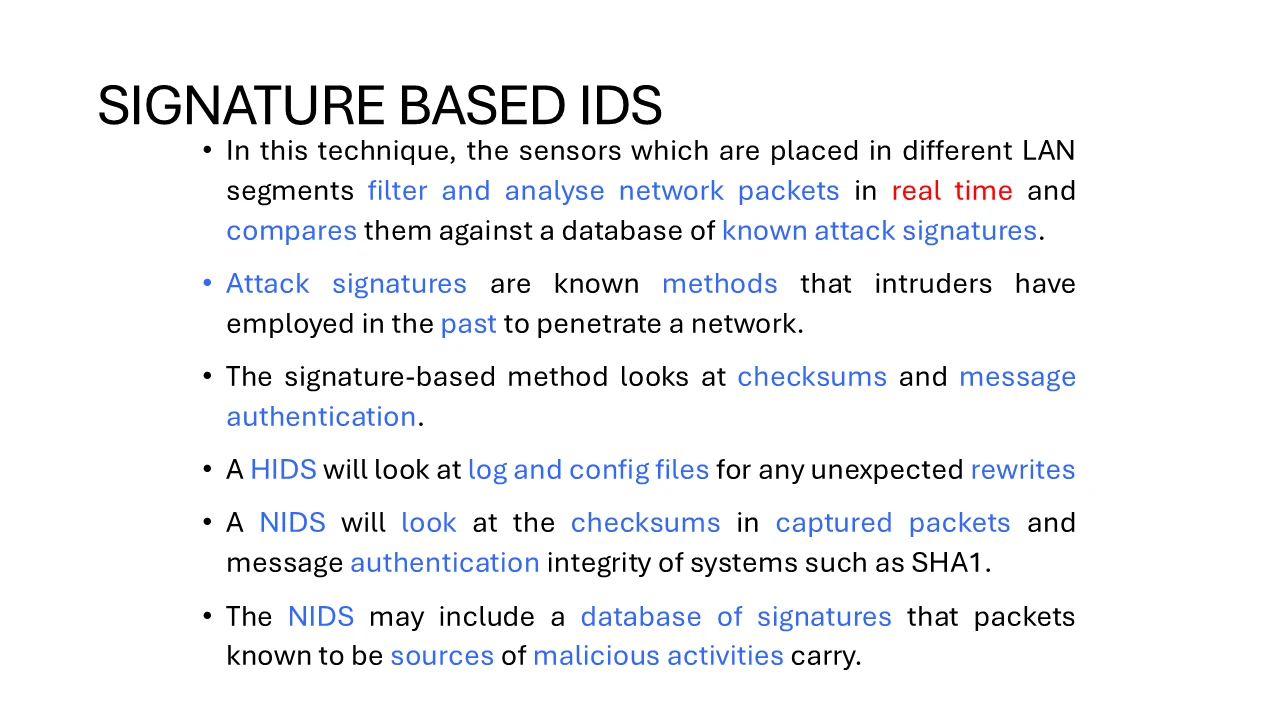 SIGNATURE BASED IDS
• In this technique, the sensors which are placed in different LAN
segments filter and analyse network packets in real time and
compares them against a database of known attack signatures.
• Attack signatures are known methods that intruders have
employed in the past to penetrate a network.
• The signature-based method looks at checksums and message
authentication.
• A HIDS will look at log and config files for any unexpected rewrites
• A NIDS will look at the checksums in captured packets and
message authentication integrity of systems such as SHA1.
• The NIDS may include a database of signatures that packets
known to be sources of malicious activities carry.